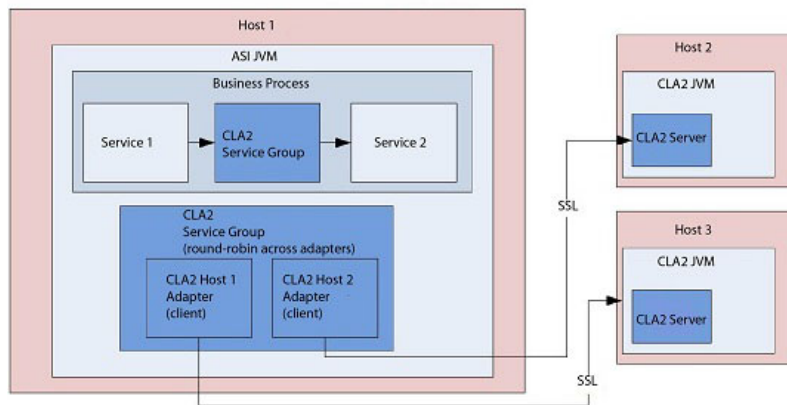 Host 1
ASI JVM
Business Process
Service 1
CLA2
Service Group
Service 2
CLA2
Service Group
(round-robin across adapters)
CLA2 Host 1
Adapter
(client)
CLA2 Host 2
Adapter
(client)
SSL
SSL
Host 2
CLA2 JVM
CLA2 Server
Host 3
CLA2 JVM
CLA2 Server